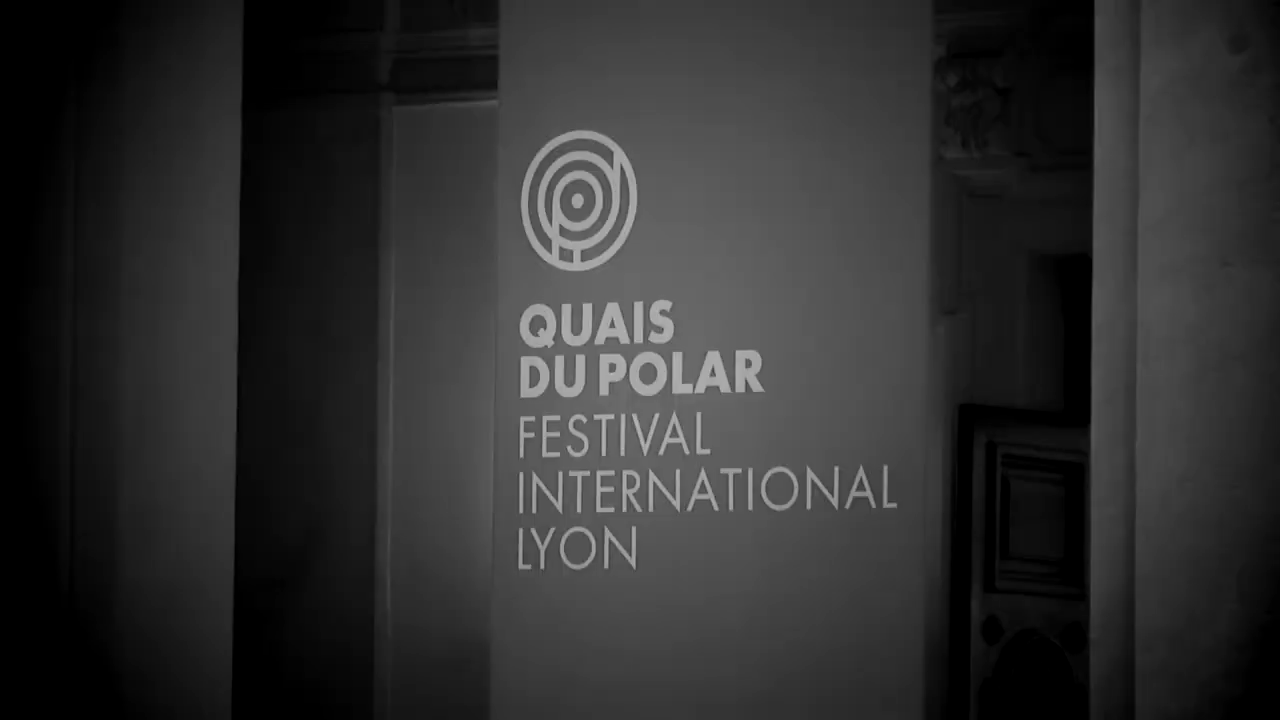 QUAIS
DU POLAR
FESTIVAL
INTERNATIONAL
LYON